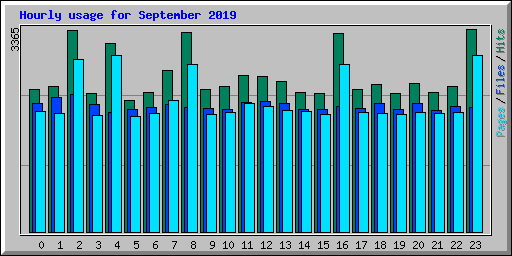 Hourly usage for September 2019
3365
Pages / Files / Hits
0 1 2 3 4 5 6 7 8 9 10 11 12 13 14 15 16 17 18 19 20 21 22 23